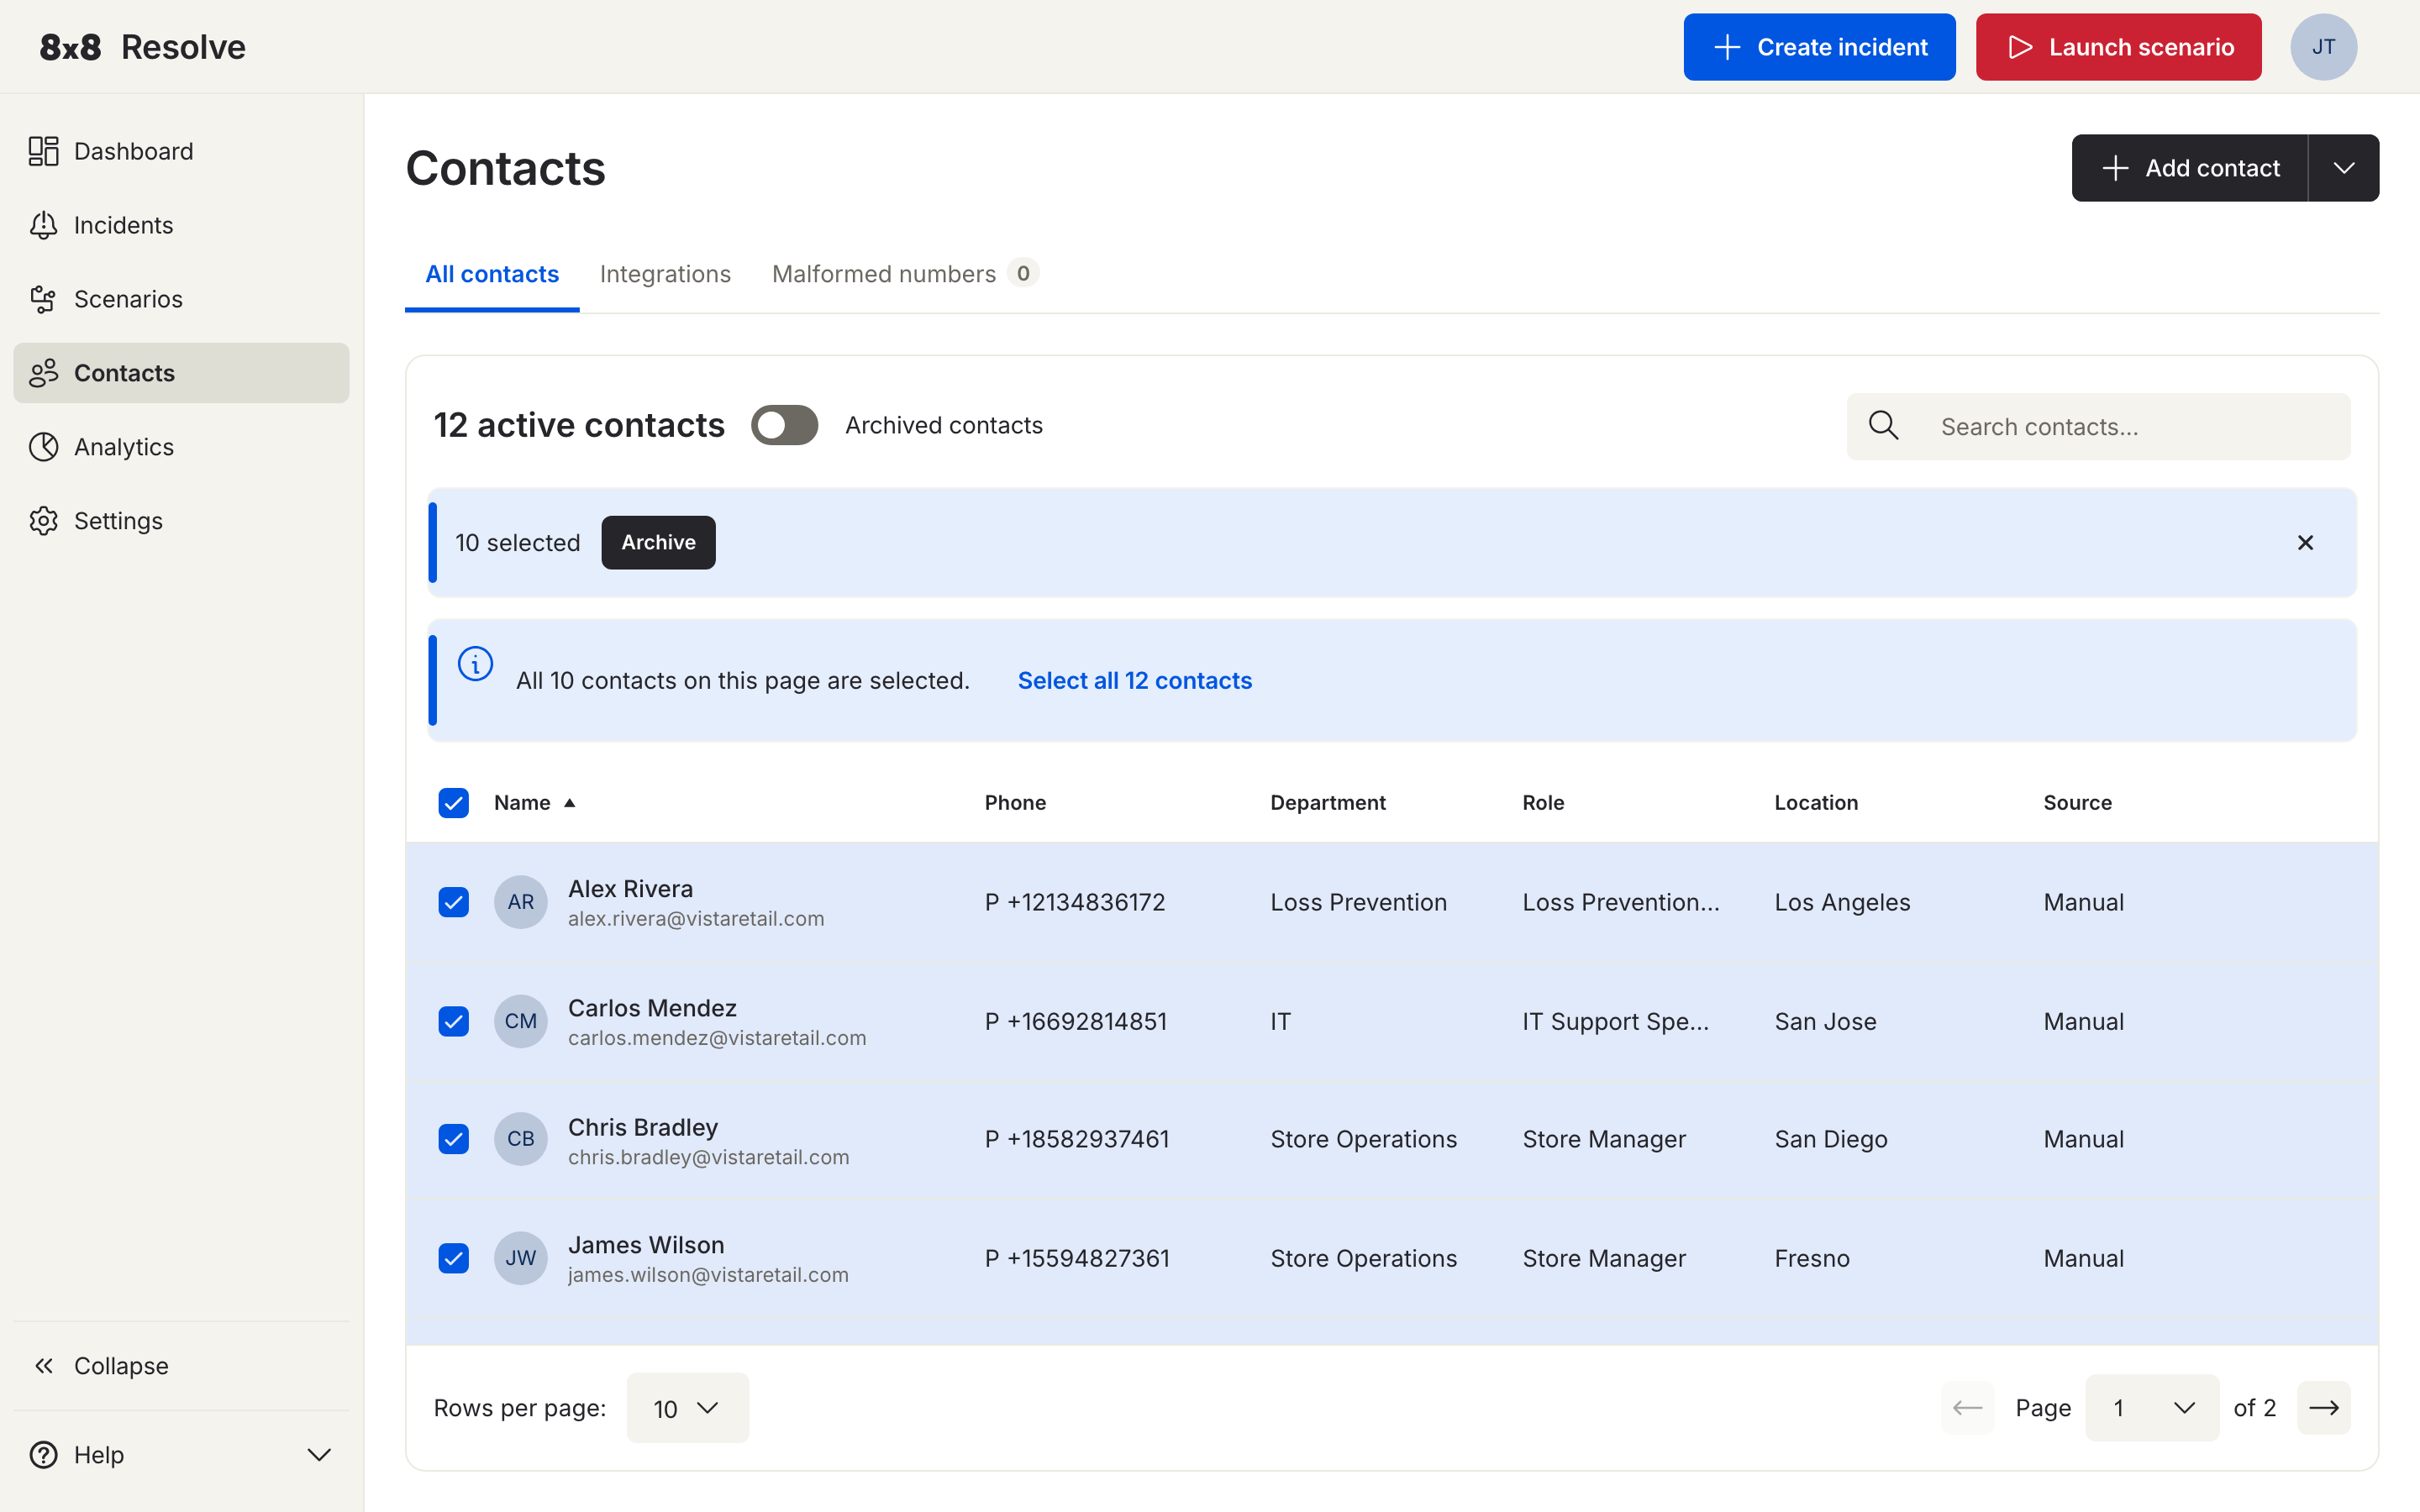 8x8 Resolve
Create incident
Launch scenario
JT
Dashboard
Incidents
Scenarios
Contacts
Analytics
Settings
Collapse
Help
Contacts
Add contact
All contacts
Integrations
Malformed numbers 0
12 active contacts
Archived contacts
Search contacts...
10 selected
Archive
All 10 contacts on this page are selected.
Select all 12 contacts
Name Phone Department Role Location Source
AR Alex Rivera P +12134836172 Loss Prevention Loss Prevention... Los Angeles Manual
alex.rivera@vistaretail.com
CM Carlos Mendez P +16692814851 IT IT Support Spe... San Jose Manual
carlos.mendez@vistaretail.com
CB Chris Bradley P +18582937461 Store Operations Store Manager San Diego Manual
chris.bradley@vistaretail.com
JW James Wilson P +15594827361 Store Operations Store Manager Fresno Manual
james.wilson@vistaretail.com
Rows per page: 10
Page 1 of 2